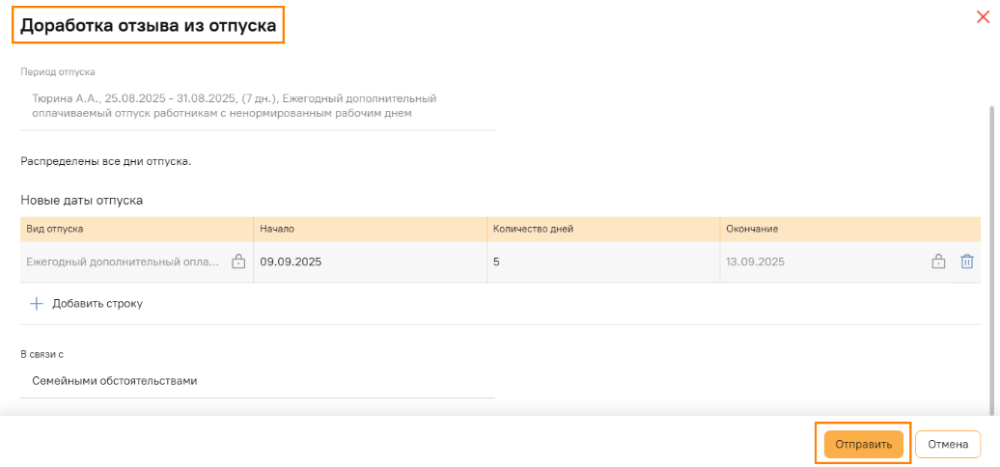 Доработка отзыва из отпуска
Период отпуска
Тюрина А.А., 25.08.2025 - 31.08.2025, (7 дн.), Ежегодный дополнительный
оплачиваемый отпуск работникам с ненормированным рабочим днем
Распределены все дни отпуска.
Новые даты отпуска
Вид отпуска Начало Количество дней Окончание
Ежегодный дополнительный опла... 09.09.2025 5 13.09.2025
Добавить строку
В связи с
Семейными обстоятельствами
Отправить Отмена